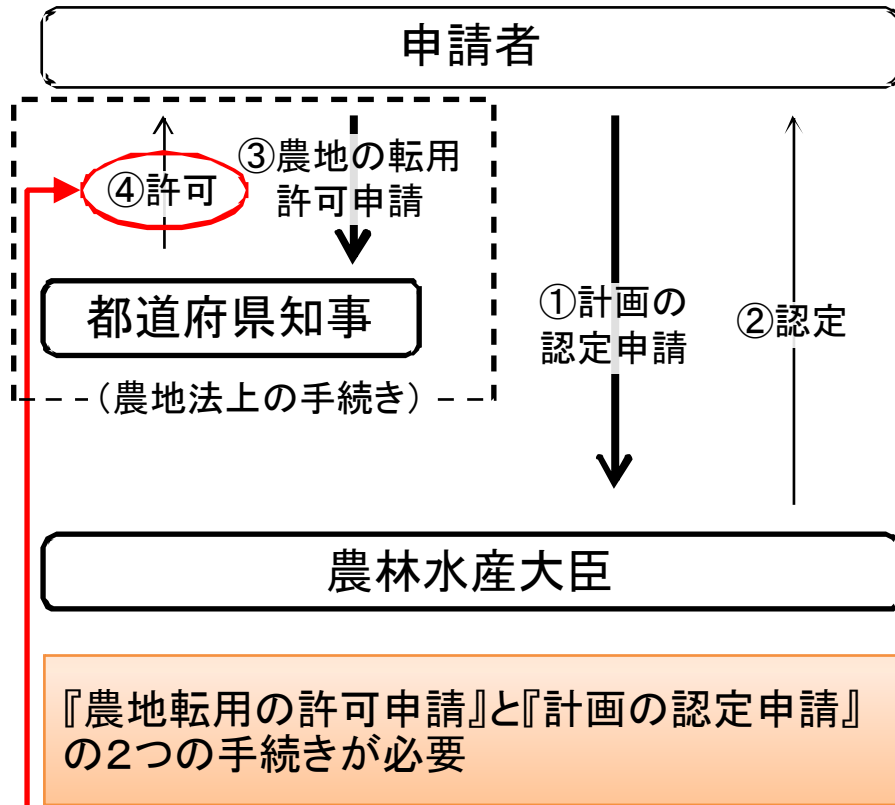 申請者
④許可
③農地の転用
許可申請
都道府県知事
(農地法上の手続き)
①計画の
認定申請
②認定
農林水産大臣
『農地転用の許可申請』と『計画の認定申請』
の2つの手続きが必要